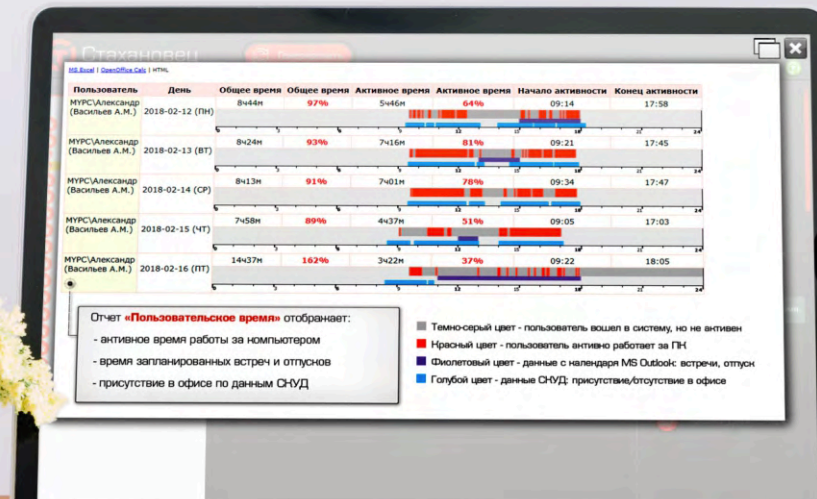 Стахановец
MS Excel | OpenOffice Calc | HTML
Пользователь День Общее время Общее время Активное время Активное время Начало активности Конец активности
MYPC\Александр (Васильев А.М.) 2018-02-12 (ПН) 8ч44м 97% 5ч46м 64% 09:14 17:58
MYPC\Александр (Васильев А.М.) 2018-02-13 (ВТ) 8ч24м 93% 7ч16м 81% 09:21 17:45
MYPC\Александр (Васильев А.М.) 2018-02-14 (СР) 8ч13м 91% 7ч01м 78% 09:34 17:47
MYPC\Александр (Васильев А.М.) 2018-02-15 (ЧТ) 7ч58м 89% 4ч37м 51% 09:05 17:03
MYPC\Александр (Васильев А.М.) 2018-02-16 (ПТ) 14ч37м 162% 3ч22м 37% 09:22 18:05
Отчет «Пользовательское время» отображает:
- активное время работы за компьютером
- время запланированных встреч и отпусков
- присутствие в офисе по данным СКУД
Темно-серый цвет - пользователь вошел в систему, но не активен
Красный цвет - пользователь активно работает за ПК
Фиолетовый цвет - данные с календаря MS Outlook: встречи, отпуск
Голубой цвет - данные СКУД: присутствие/отсутствие в офисе